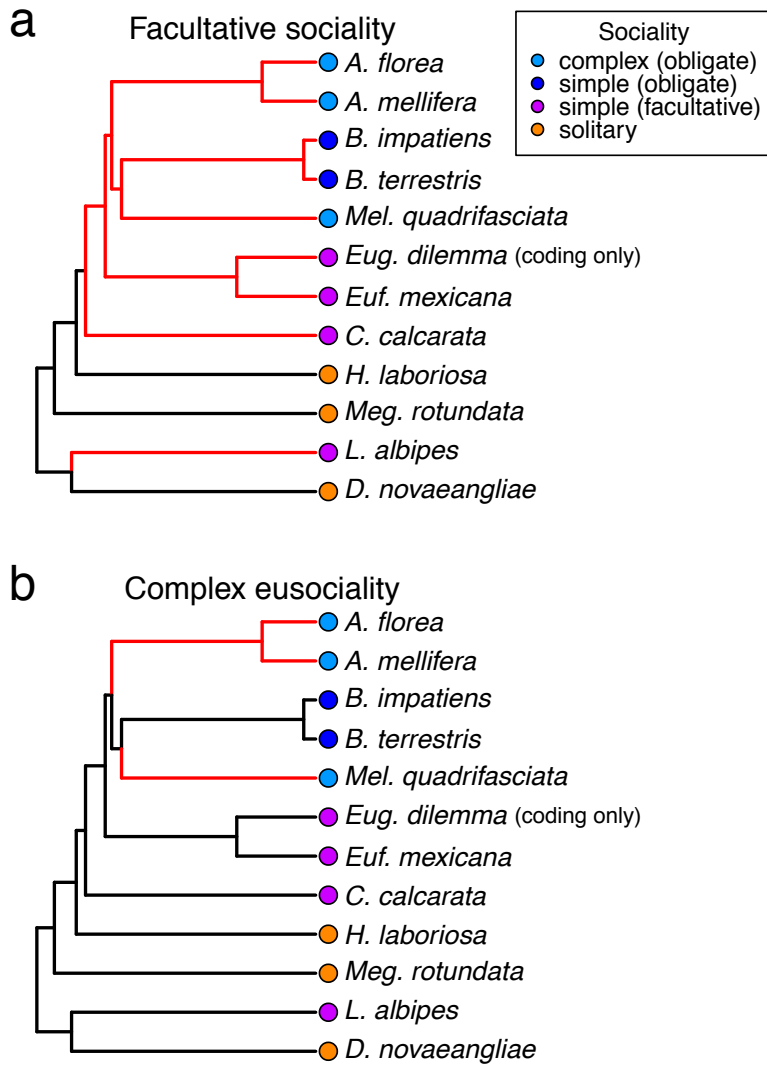 a
Facultative sociality
A. florea
A. mellifera
B. impatiens
B. terrestris
Mel. quadrifasciata
Eug. dilemma (coding only)
Euf. mexicana
C. calcarata
H. laboriosa
Meg. rotundata
L. albipes
D. novaeangliae
Sociality
complex (obligate)
simple (obligate)
simple (facultative)
solitary
b
Complex eusociality
A. florea
A. mellifera
B. impatiens
B. terrestris
Mel. quadrifasciata
Eug. dilemma (coding only)
Euf. mexicana
C. calcarata
H. laboriosa
Meg. rotundata
L. albipes
D. novaeangliae